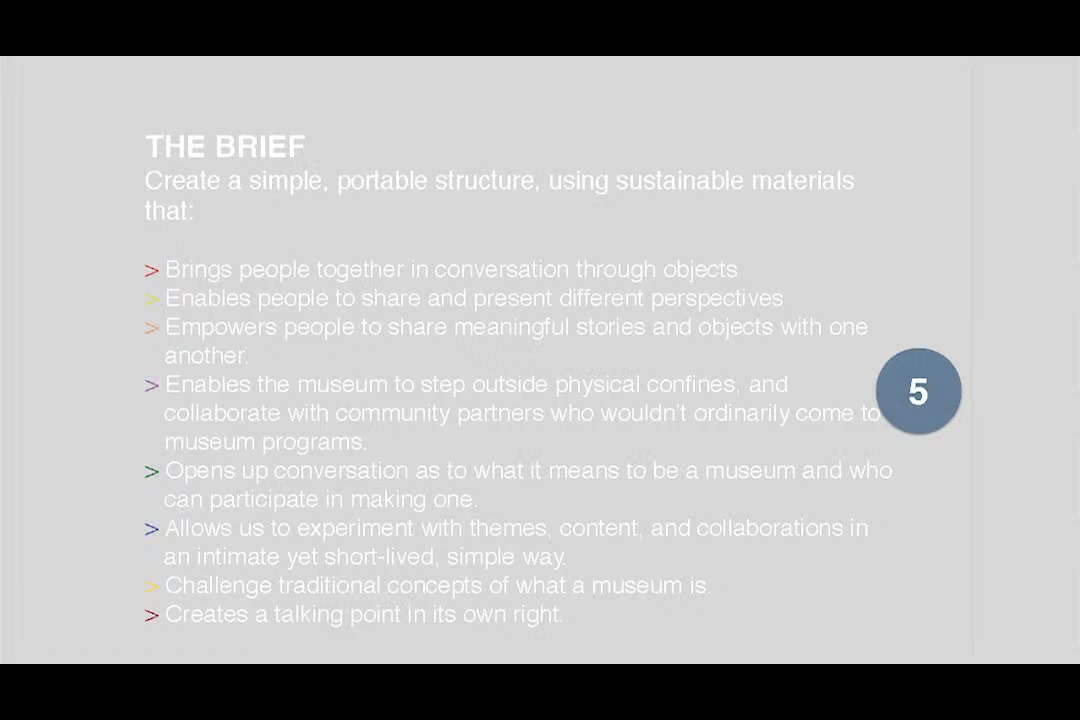 THE BRIEF
Create a simple, portable structure, using sustainable materials
that:
> Brings people together in conversation through objects
> Enables people to share and present different perspectives
> Empowers people to share meaningful stories and objects with one
another.
> Enables the museum to step outside physical confines, and
collaborate with community partners who wouldn't ordinarily come to
museum programs.
5
> Opens up conversation as to what it means to be a museum and who
can participate in making one.
> Allows us to experiment with themes, content, and collaborations in
an intimate yet short-lived, simple way.
> Challenge traditional concepts of what a museum is.
> Creates a talking point in its own right.